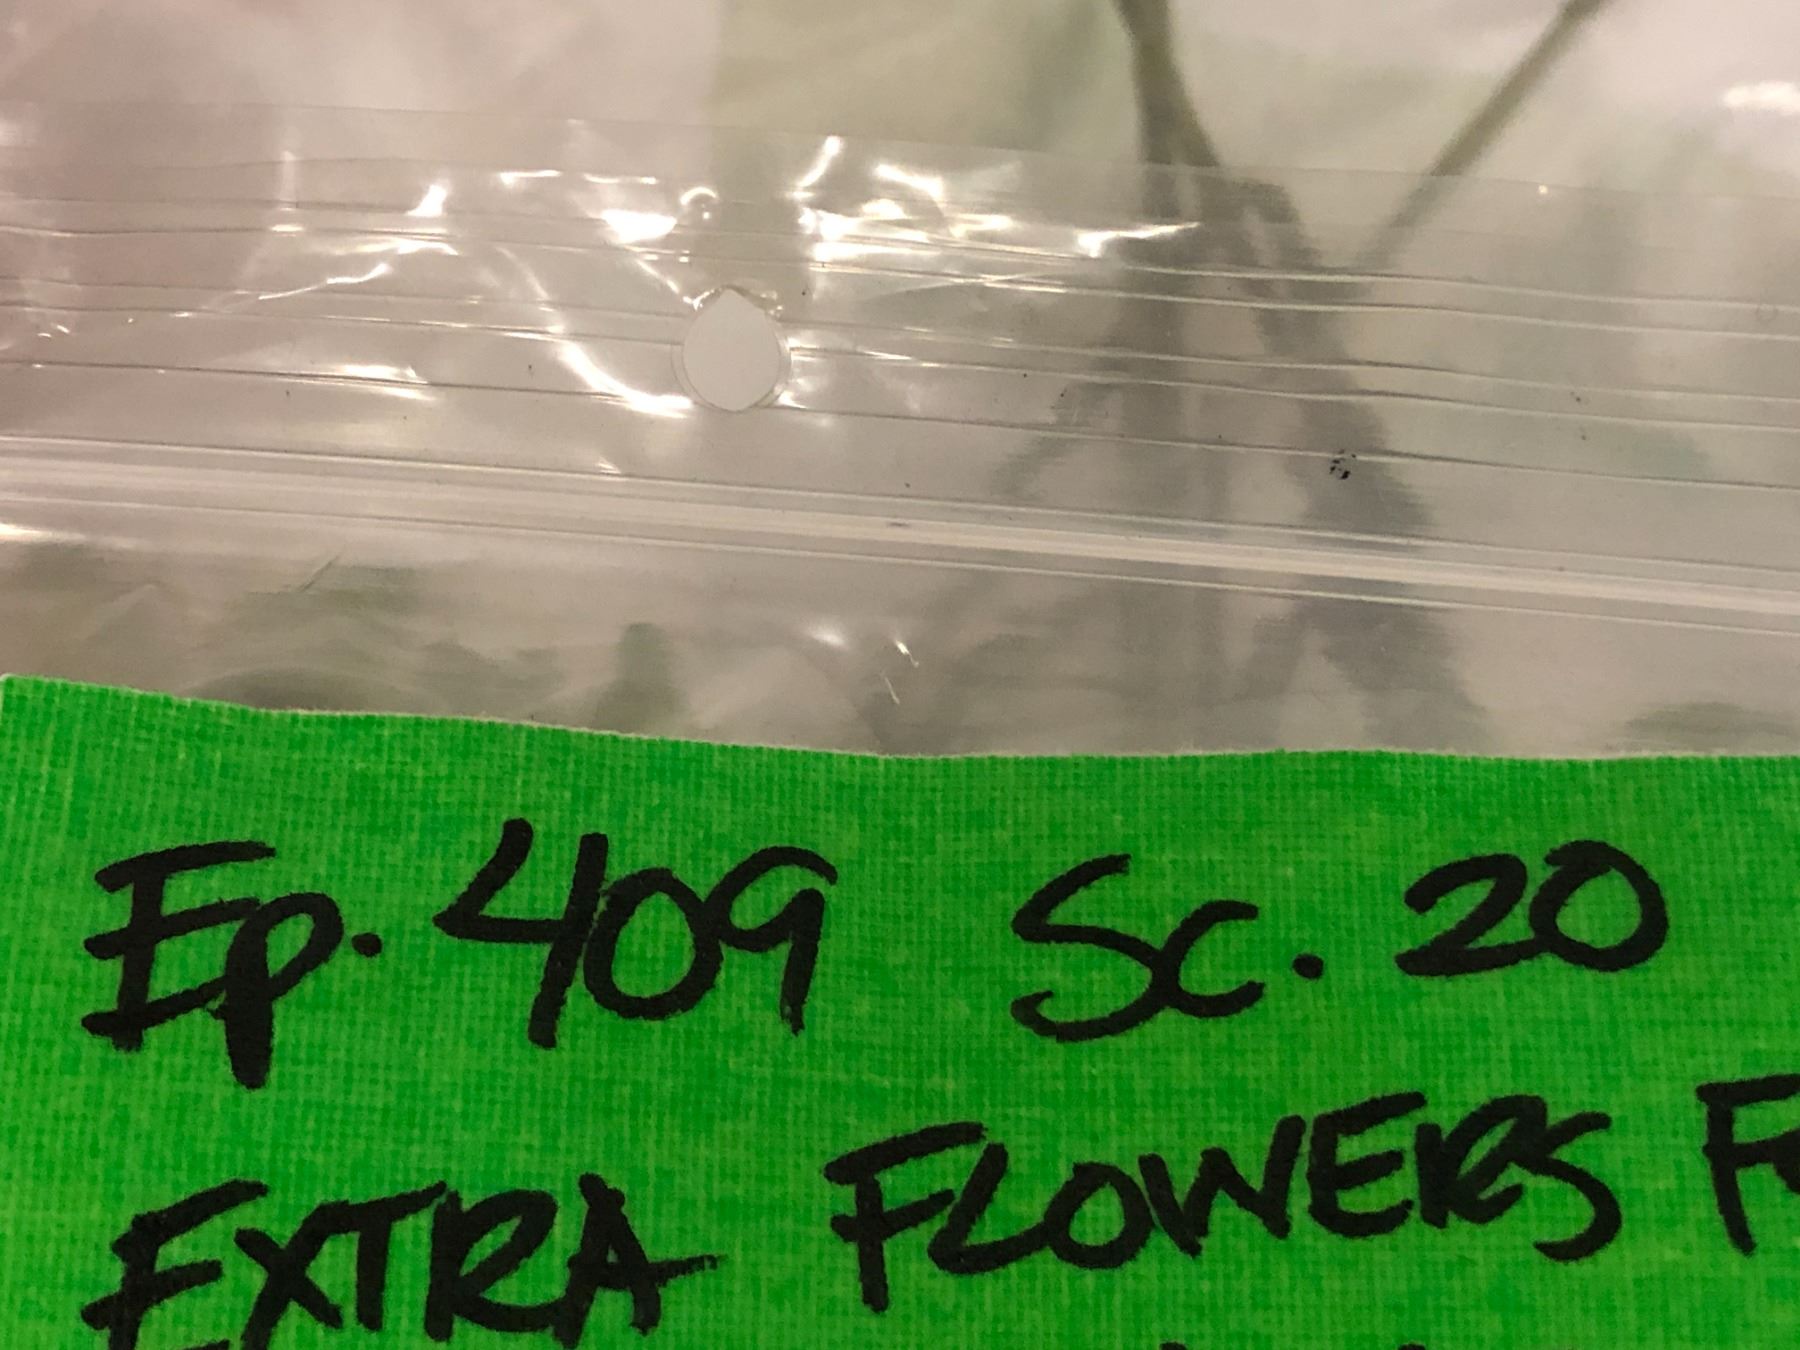 Ep. 409 Sc. 20
EXTRA FLOWERS